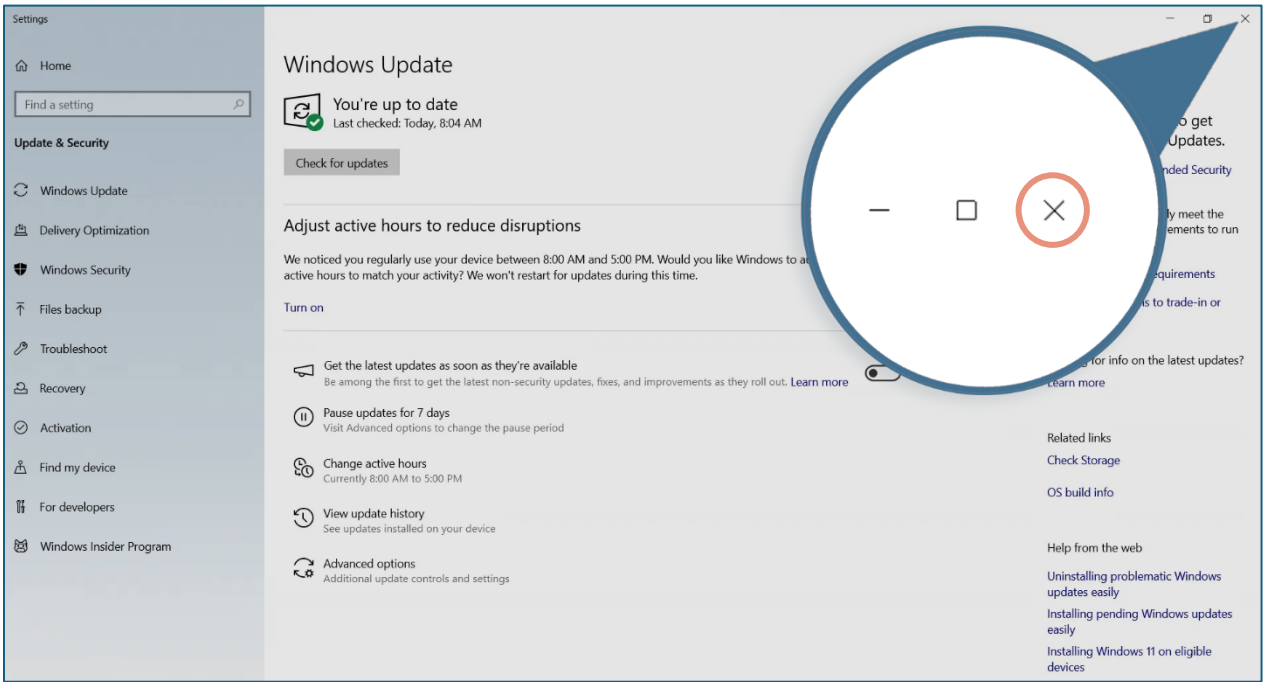 Settings
Home
Find a setting
Update & Security
Windows Update
Delivery Optimization
Windows Security
Files backup
Troubleshoot
Recovery
Activation
Find my device
For developers
Windows Insider Program
Windows Update
You're up to date
Last checked: Today, 8:04 AM
Check for updates
Adjust active hours to reduce disruptions
We noticed you regularly use your device between 8:00 AM and 5:00 PM. Would you like Windows to
active hours to match your activity? We won't restart for updates during this time.
Turn on
Get the latest updates as soon as they're available
Be among the first to get the latest non-security updates, fixes, and improvements as they roll out. Learn more
Pause updates for 7 days
Visit Advanced options to change the pause period
Change active hours
Currently 8:00 AM to 5:00 PM
View update history
See updates installed on your device
Advanced options
Additional update controls and settings
get
Updates.
Security
meet the
to run
to trade-in or
for info on the latest updates?
Learn more
Related links
Check Storage
OS build info
Help from the web
Uninstalling problematic Windows
updates easily
Installing pending Windows updates
easily
Installing Windows 11 on eligible
devices